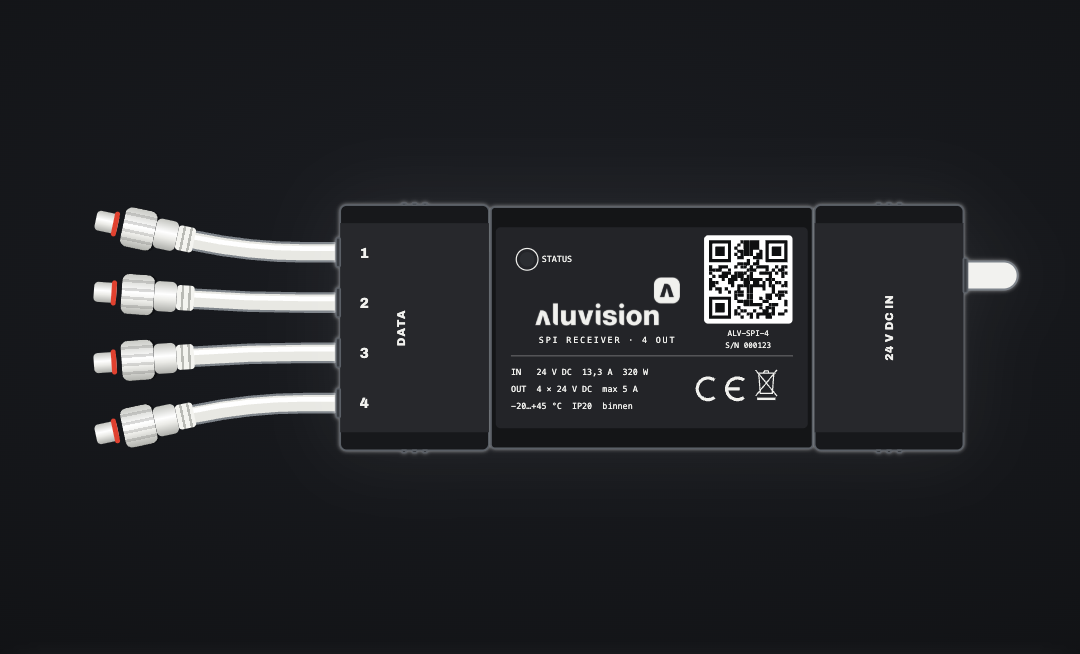 1
2
3
4
DATA
STATUS
aluvision
SPI RECEIVER · 4 OUT
ALV-SPI-4
S/N 000123
IN 24 V DC 13,3 A 320 W
OUT 4 × 24 V DC max 5 A
−20…+45 °C IP20 binnen
CE
24 V DC IN